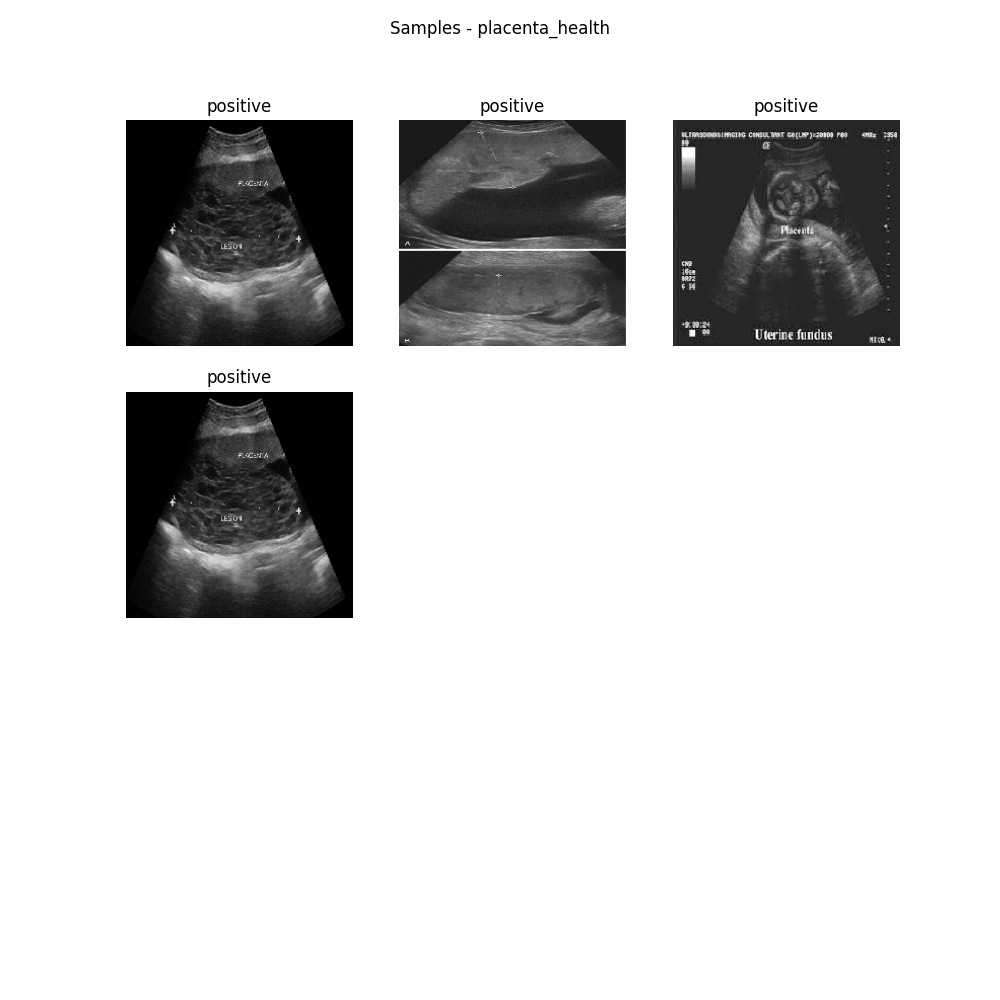 Samples - placenta_health
positive
positive
positive
PLACENTA
LESION
A
B
Placenta
Uterine fundus
positive
PLACENTA
LESION